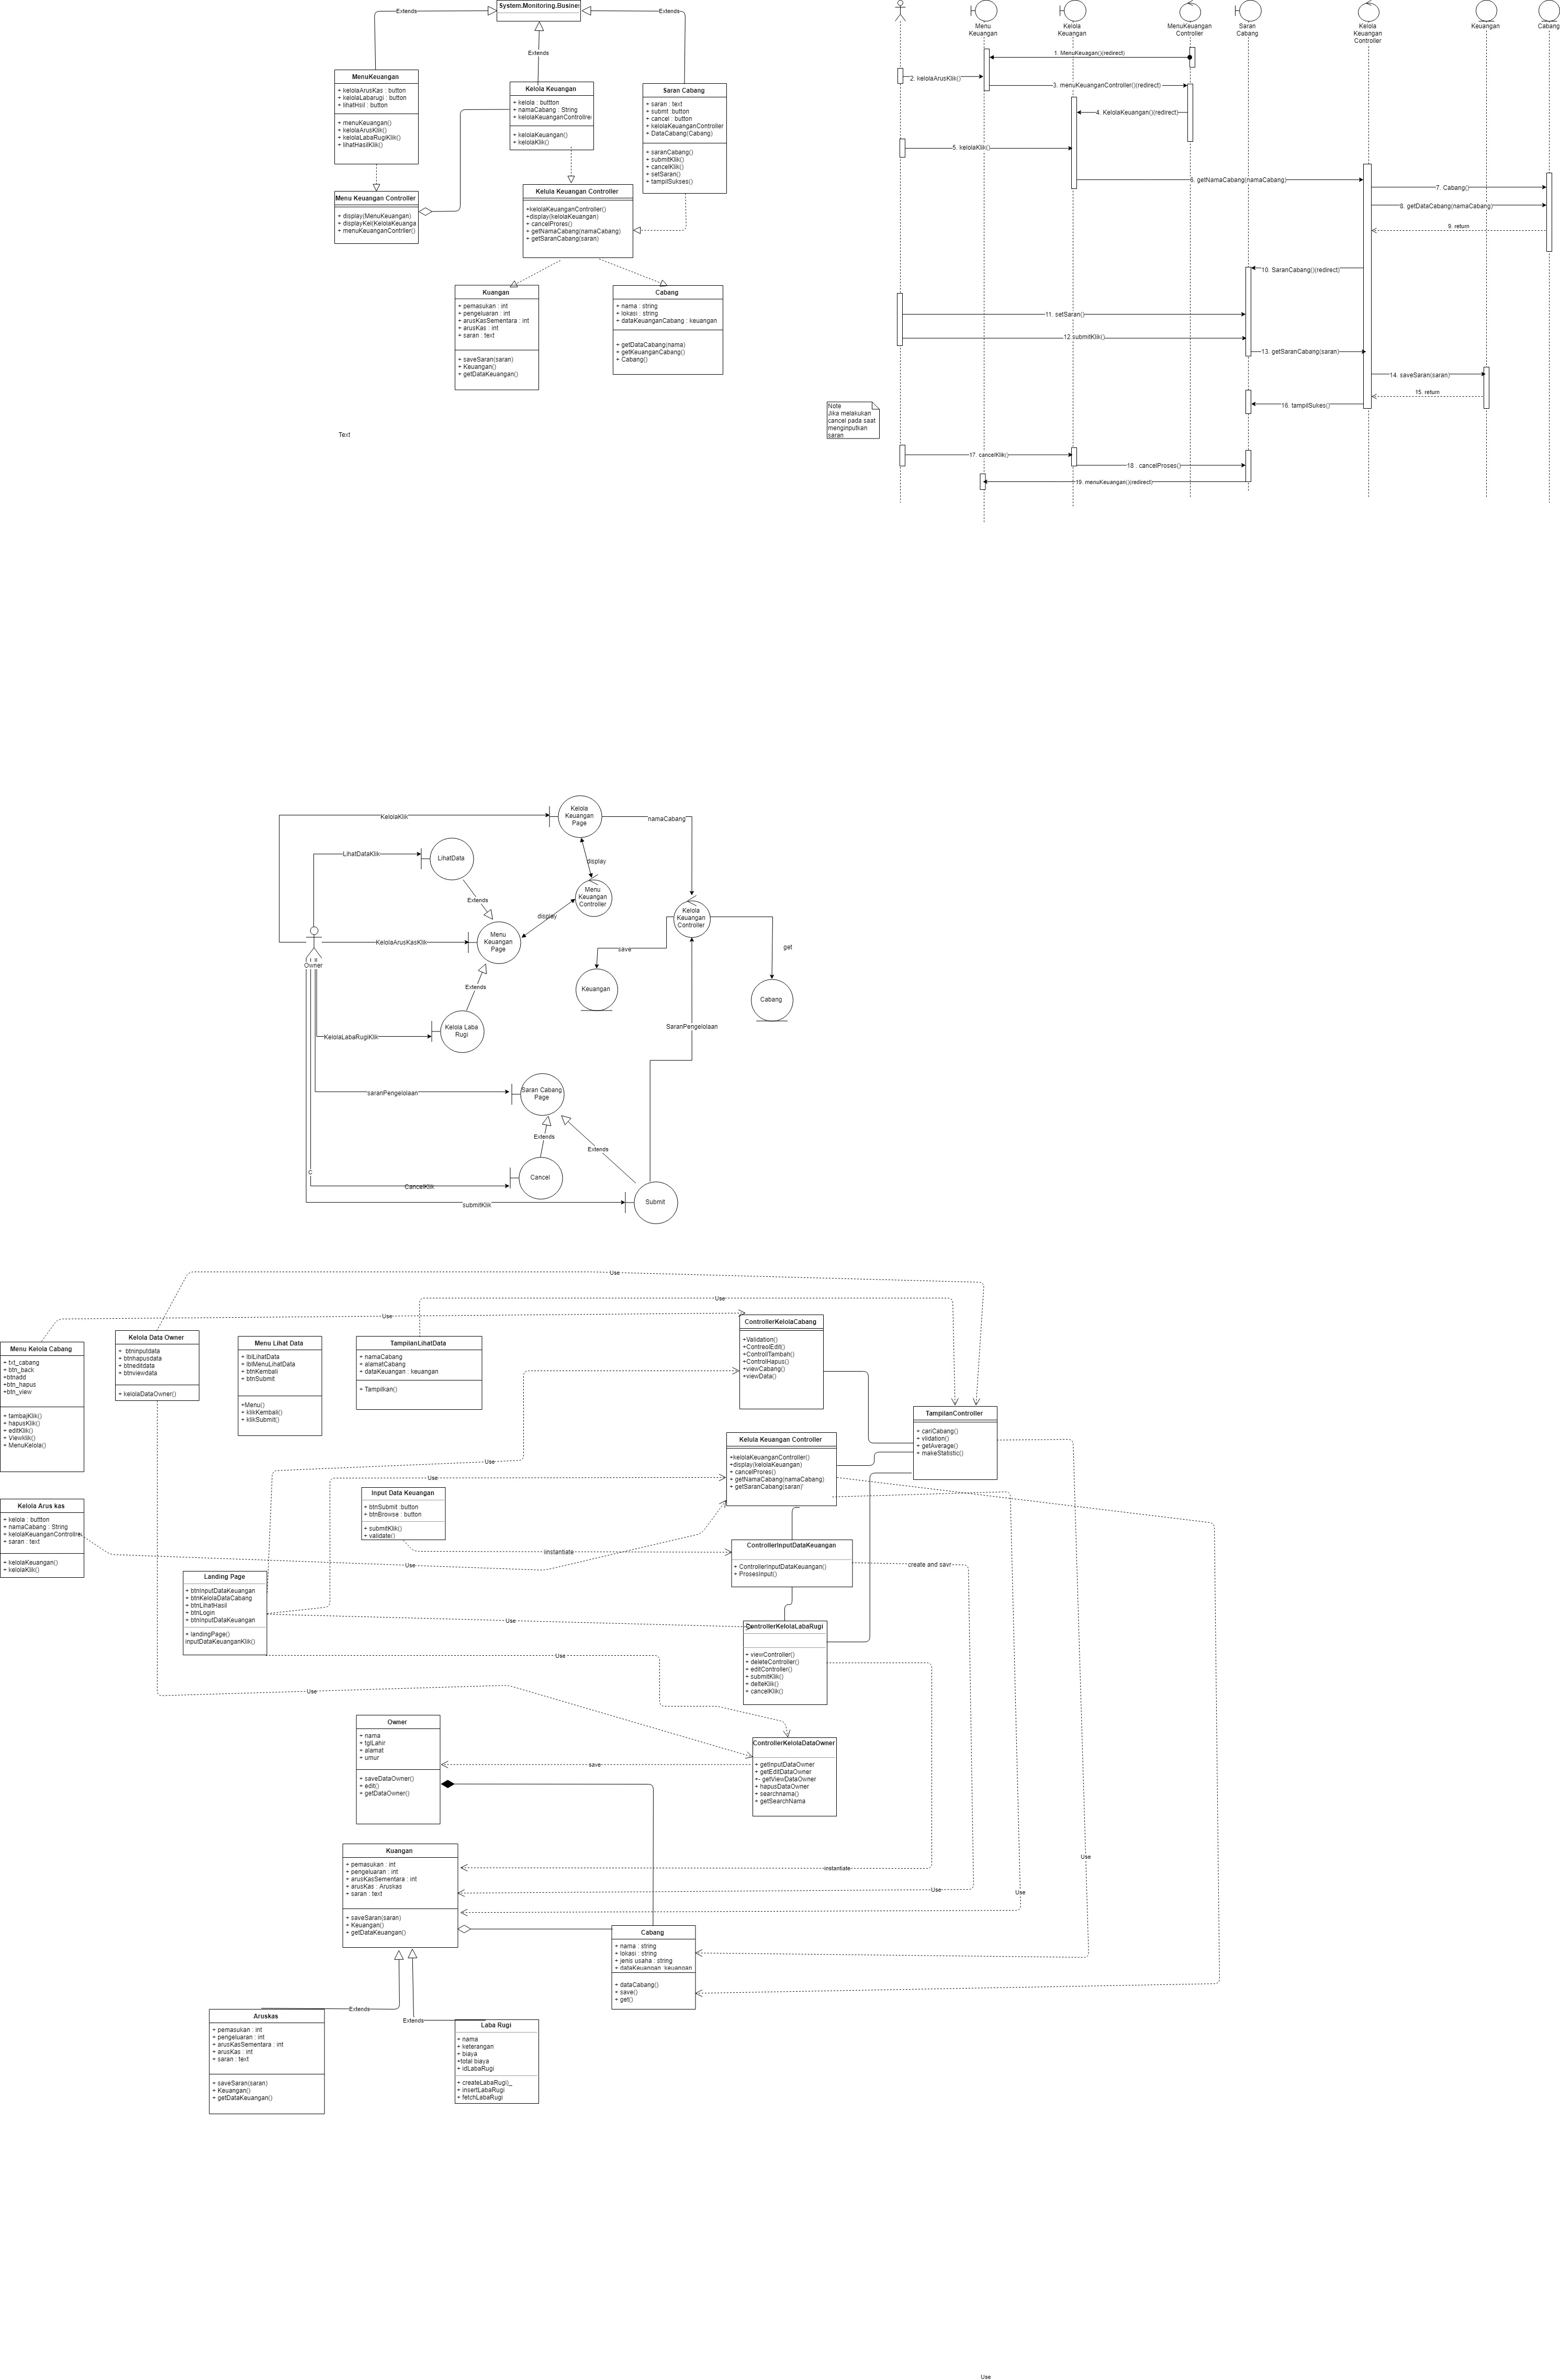 System.Monitoring.Busines
Extends
Extends
Extends
MenuKeuangan
+ kelolaArusKas : button
+ kelolaLabarugi : button
+ lihatHsil : button
+ menuKeuangan()
+ kelolaArusKlik()
+ kelolaLabaRugiKlik()
+ lihatHasilKlik()
Kelola Keuangan
+ kelola : buttton
+ namaCabang : String
+ kelolaKeuanganControllrer
+ kelolaKeuangan()
+ kelolaKlik()
Saran Cabang
+ saran : text
+ submt :button
+ cancel : button
+ kelolaKeuanganController
+ DataCabang(Cabang)
+ saranCabang()
+ submitKlik()
+ cancelKlik()
+ setSaran()
+ tampilSukses()
Menu Keuangan Controller
+ display(MenuKeuangan)
+ displayKel(KelolaKeuanga
+ menuKeuanganContrller()
Kelula Keuangan Controller
+kelolaKeuanganController()
+display(kelolaKeuangan)
+ cancelProres()
+ getNamaCabang(namaCabang)
+ getSaranCabang(saran)
Kuangan
+ pemasukan : int
+ pengeluaran : int
+ arusKasSementara : int
+ arusKas : int
+ saran : text
+ saveSaran(saran)
+ Keuangan()
+ getDataKeuangan()
Cabang
+ nama : string
+ lokasi : string
+ dataKeuanganCabang : keuangan
+ getDataCabang(nama)
+ getKeuanganCabang()
+ Cabang()
Text
Menu
Keuangan
Kelola
Keuangan
MenuKeuangan
Controller
Saran
Cabang
Kelola
Keuangan
Controller
Keuangan
Cabang
1. MenuKeuagan()(redirect)
2. kelolaArusKlik()
3. menuKeuanganController()(redirect)
4. KelolaKeuangan()(redirect)
5. kelolaKlik()
6. getNamaCabang(namaCabang)
7. Cabang()
8. getDataCabang(namaCabang)
9. return
10. SaranCabang()(redirect)
11. setSaran()
12.submitKlik()
13. getSaranCabang(saran)
14. saveSaran(saran)
15. return
16. tampilSukes()
Note
Jika melakukan
cancel pada saat
menginputkan
saran
17. cancelKlik()
18 . cancelProses()
19. menuKeuangan()(redirect)
Kelola
Keuangan
Page
KelolaKlik
namaCabang
LihatDataKlik
LihatData
display
Menu
Keuangan
Controller
Extends
display
Kelola
Keuangan
Controller
Menu
Keuangan
Page
KelolaArusKasKlik
save
get
Owner
Extends
Keuangan
Cabang
Kelola Laba
Rugi
KelolaLabaRugiKlik
SaranPengelolaan
Saran Cabang
Page
saranPengelolaan
Extends
Extends
C
Cancel
CancelKlik
Submit
submitKlik
Use
Use
Use
Menu Kelola Cabang
+ txt_cabang
+ btn_back
+btnadd
+ btn_hapus
+btn_view
+ tambajKlik()
+ hapusKlik()
+ editKlik()
+ Viewklik()
+ MenuKelola()
Kelola Data Owner
+ btninputdata
+ btnhapusdata
+ btneditdata
+ btnviewdata
+ kelolaDataOwner()
Menu Lihat Data
+ lblLihatData
+ lblMenuLihatData
+ btnKembali
+ btnSubmit
+Menu()
+ klikKembali()
+ klikSubmit()
TampilanLihatData
+ namaCabang
+ alamatCabang
+ dataKeuangan : keuangan
+ Tampilkan()
ControllerKelolaCabang
+Validation()
+ContreolEdit()
+ControllTambah()
+ControlHapus()
+viewCabang()
+viewData()
TampilanController
+ cariCabang()
+ vlidation()
+ getAverage()
+ makeStatistic()
Kelula Keuangan Controller
+kelolaKeuanganController()
+display(kelolaKeuangan)
+ cancelProres()
+ getNamaCabang(namaCabang)
+ getSaranCabang(saran)'
Use
Use
Input Data Keuangan
+ btnSubmit :button
+ btnBrowse : button
+ submitKlik()
+ validate()
Kelola Arus kas
+ kelola : buttton
+ namaCabang : String
+ kelolaKeuanganControllre
+ saran : text
+ kelolaKeuangan()
+ kelolaKlik()
iinstantiate
Use
ControllerInputDataKeuangan
+ ControllerInputDataKeuangan()
+ ProsesInput()
create and savr
Landing Page
+ btnInputDataKeuangan
+ btnKelolaDataCabang
+ btnLihatHasil
+ btnLogin
+ btnInputDataKeuangan
+ landingPage()
inputDataKeuanganKlik()
Use
ControllerKelolaLabaRugi
+ viewController()
+ deleteController()
+ editController()
+ submitKlik()
+ delteKlik()
+ cancelKlik()
Use
Use
Owner
+ nama
+ tglLahir
+ alamat
+ umur
+ saveDataOwner()
+ edit()
+ getDataOwner()
save
ControllerKelolaDataOwner
+ getInputDataOwner
+ getEditDataOwner
+- getViewDataOwner
+ hapusDataOwner
+ searchnama()
+ getSearchNama
Kuangan
+ pemasukan : int
+ pengeluaran : int
+ arusKasSementara : int
+ arusKas : Aruskas
+ saran : text
+ saveSaran(saran)
+ Keuangan()
+ getDataKeuangan()
instantiate
Use
Use
Use
Cabang
+ nama : string
+ lokasi : string
+ jenis usaha : string
+ dataKeuangan :keuangan
+ dataCabang()
+ save()
+ get()
Extends
Extends
Aruskas
+ pemasukan : int
+ pengeluaran : int
+ arusKasSementara : int
+ arusKas : int
+ saran : text
+ saveSaran(saran)
+ Keuangan()
+ getDataKeuangan()
Laba Rugi
+ nama
+ keterangan
+ biaya
+total biaya
+ idLabaRugi
+ createLabaRugi)_
+ insertLabaRugi
+ fetchLabaRugi
Use